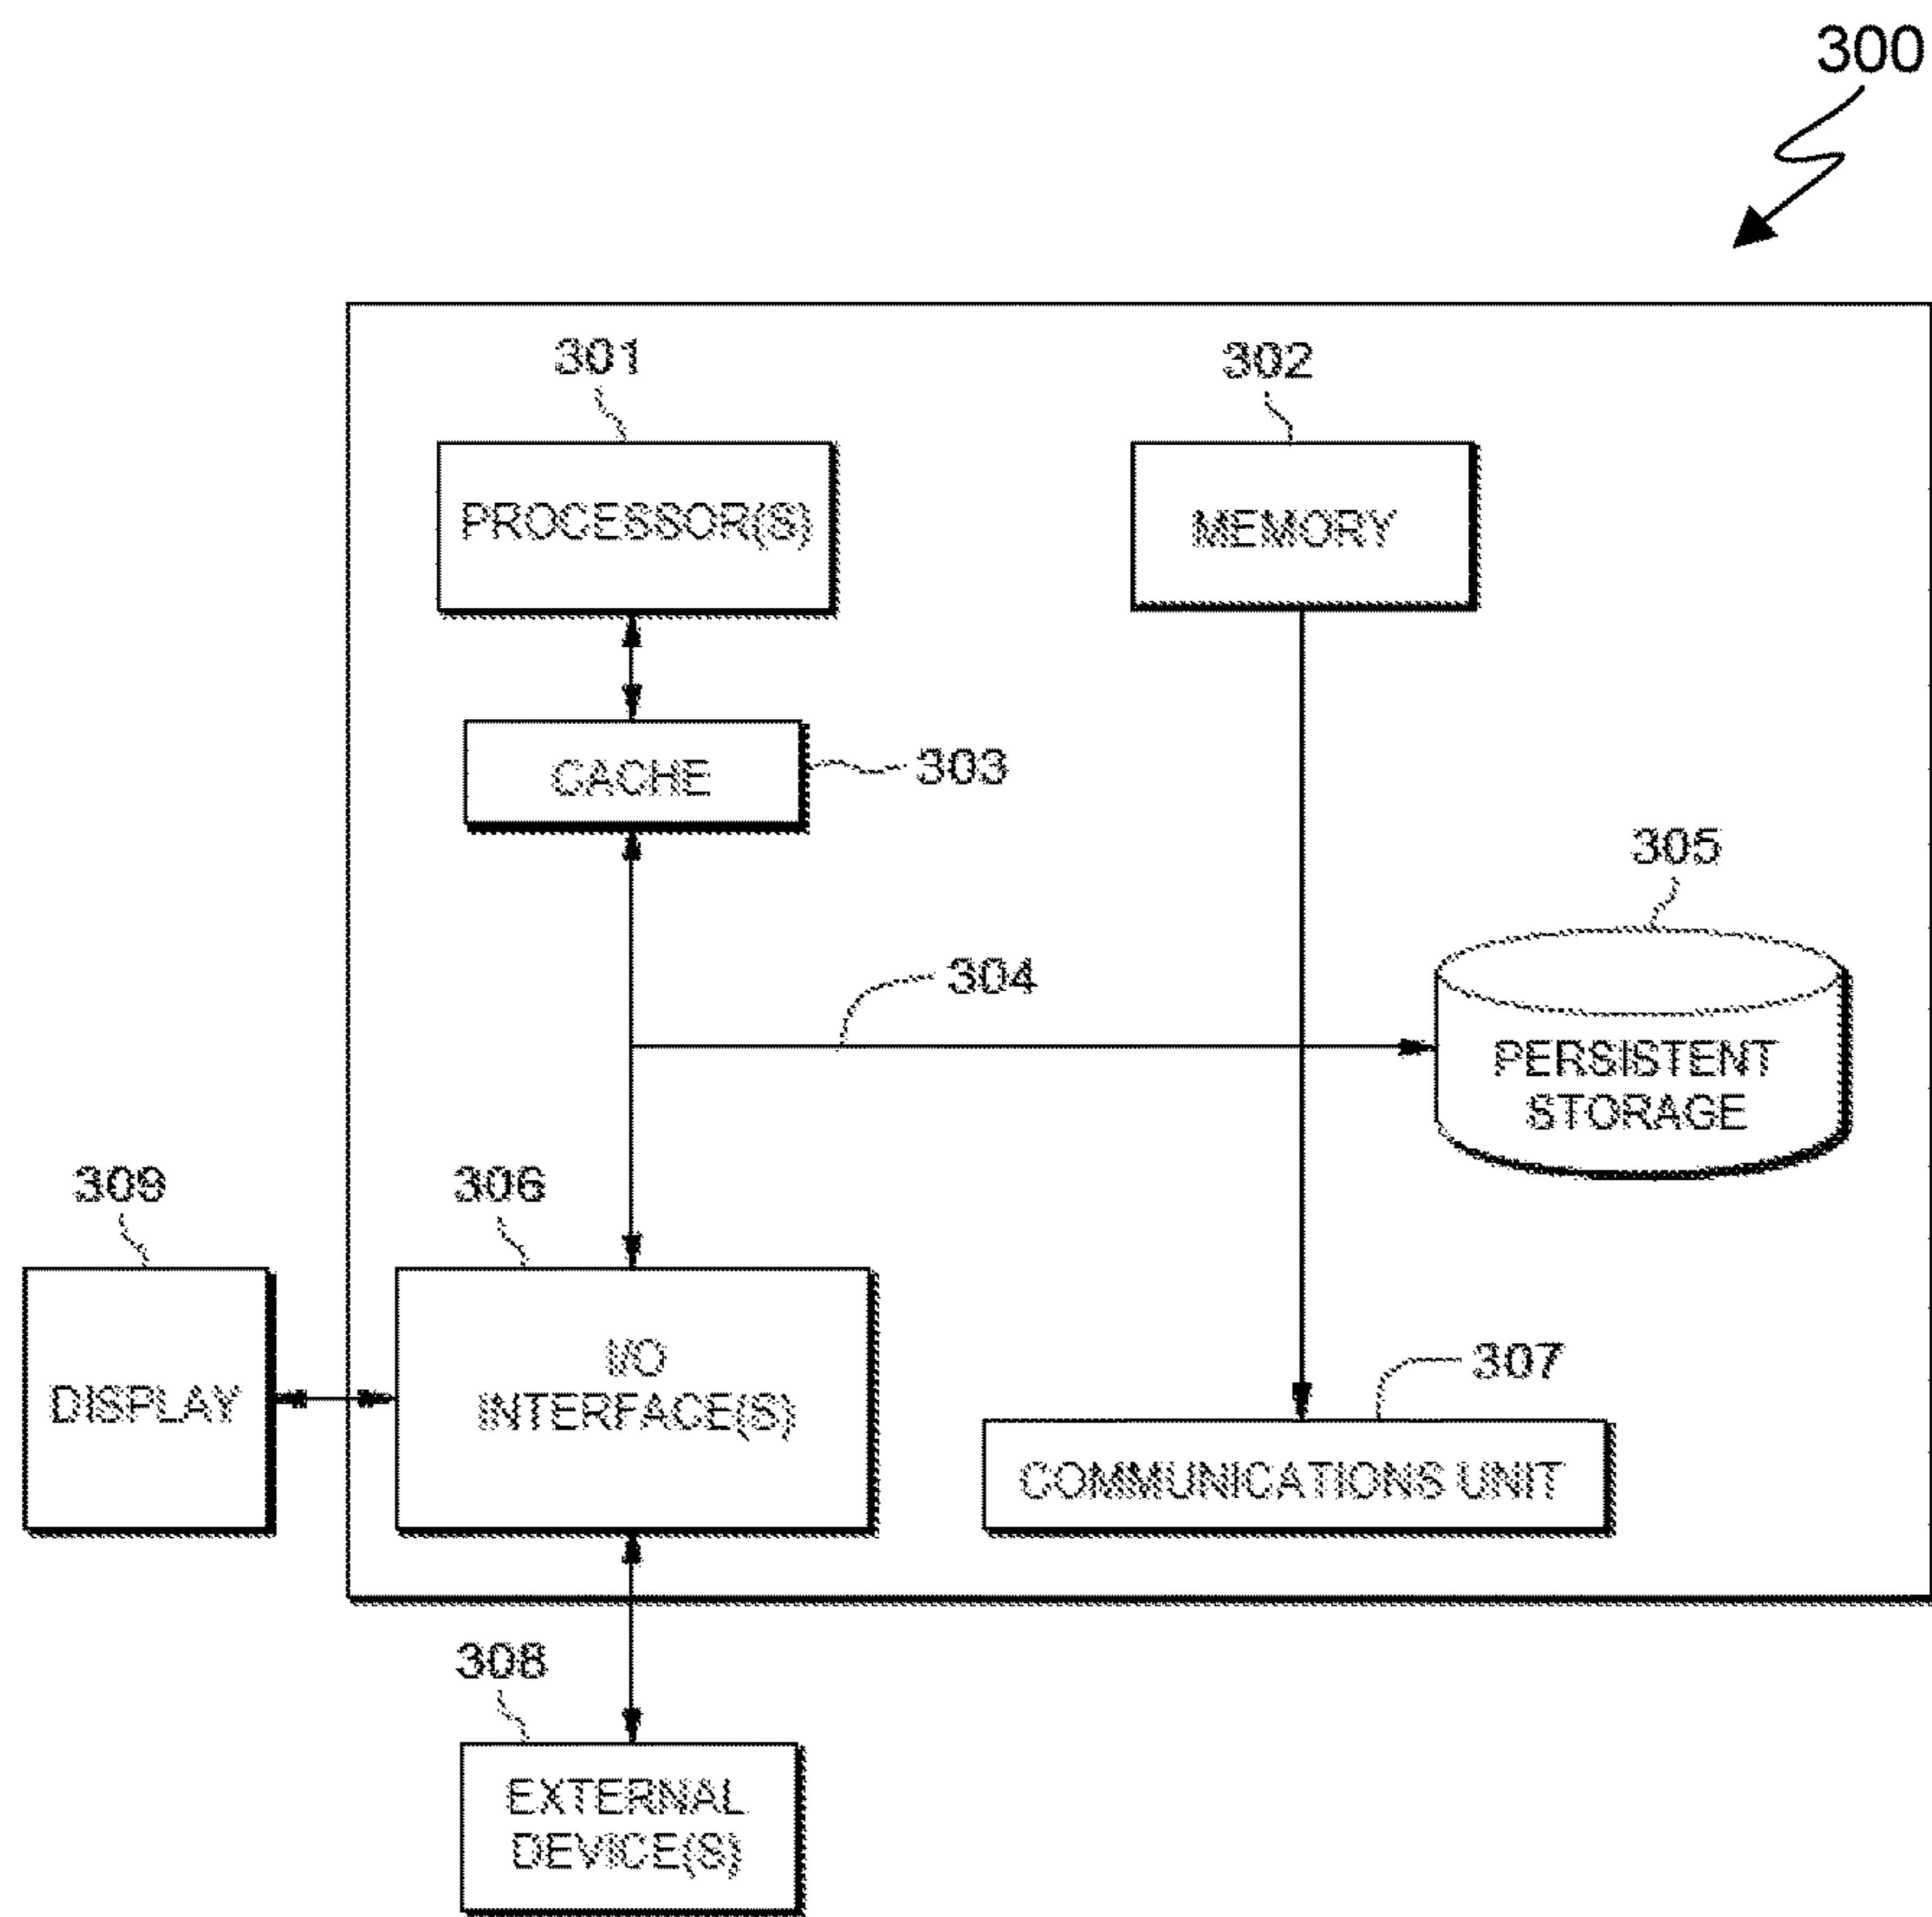 300
301
302
PROCESSOR(S)
MEMORY
CACHE
303
305
304
PERSISTENT
STORAGE
309
306
DISPLAY
I/O
INTERFACE(S)
307
COMMUNICATIONS UNIT
308
EXTERNAL
DEVICE(S)